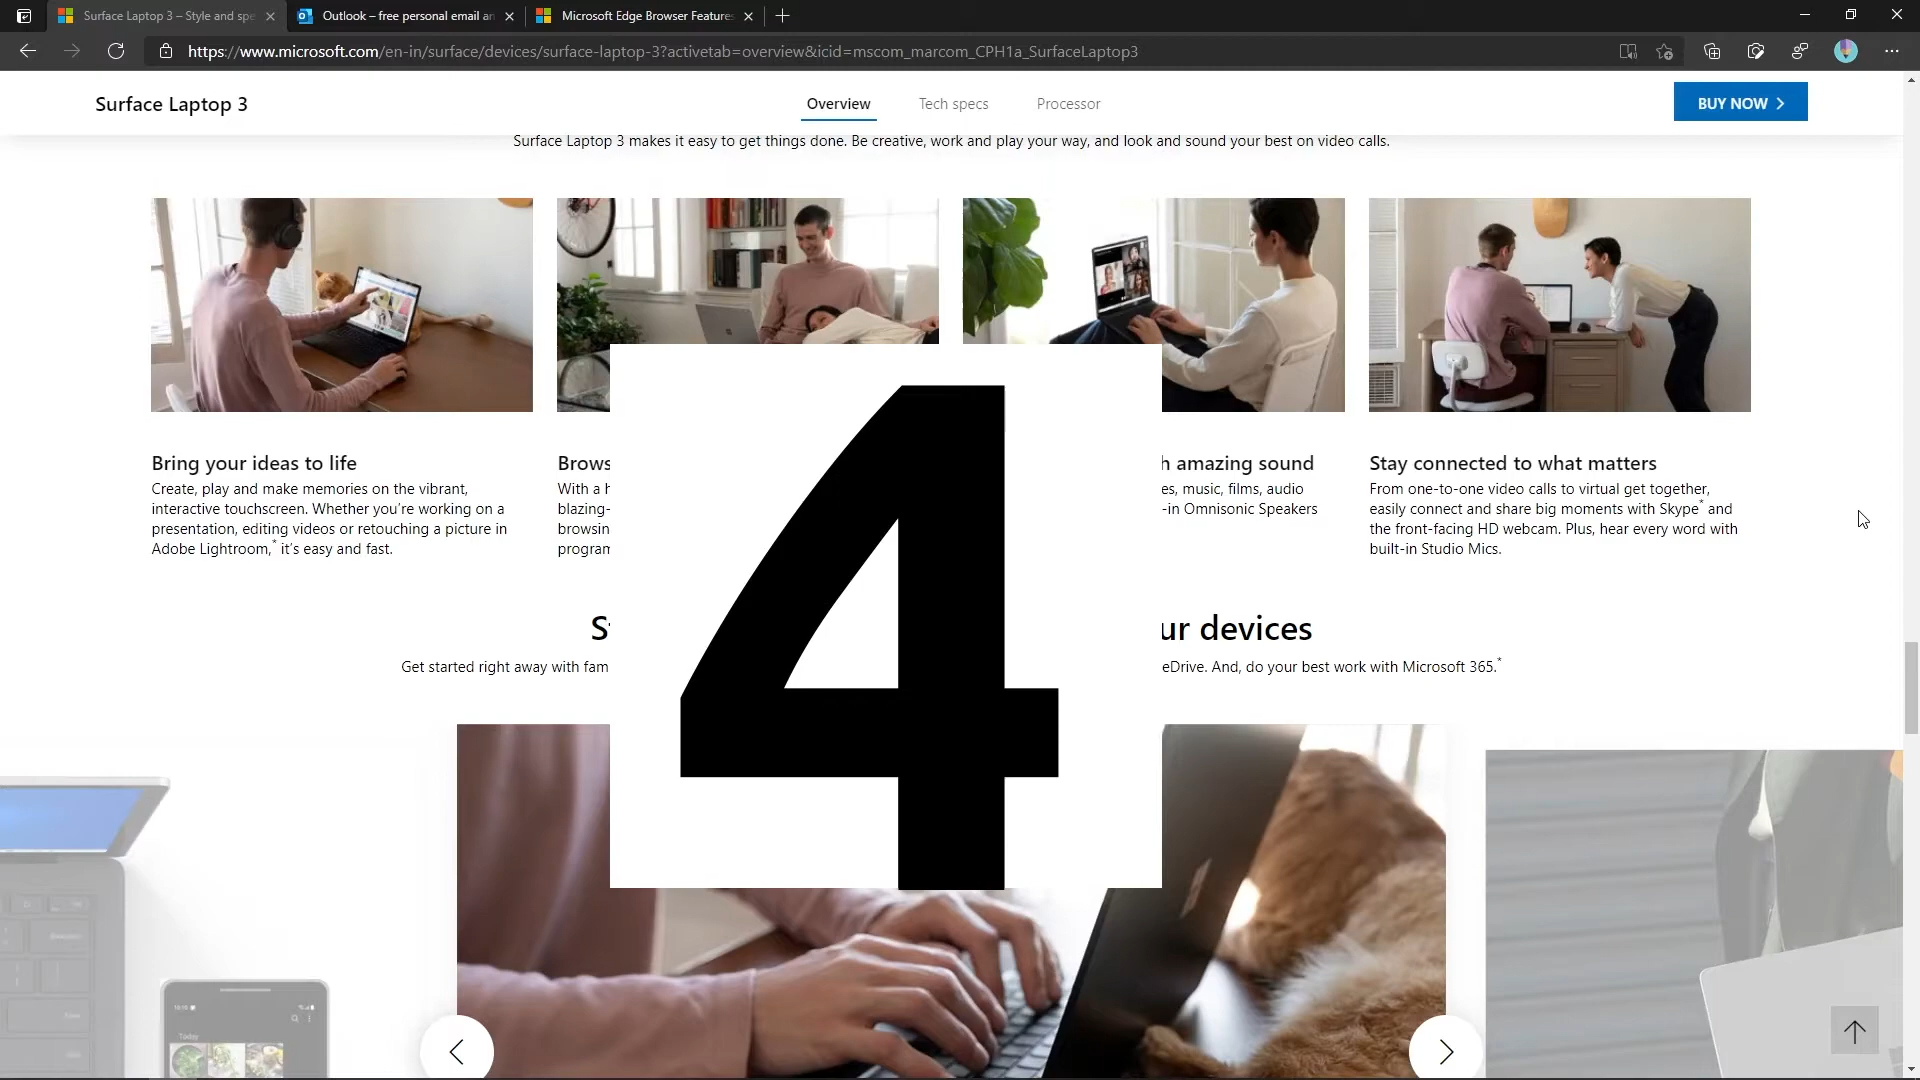 Surface Laptop 3 – Style and spe
Outlook – free personal email an
Microsoft Edge Browser Features
https://www.microsoft.com/en-in/surface/devices/surface-laptop-3?activetab=overview&icid=mscom_marcom_CPH1a_SurfaceLaptop3
Surface Laptop 3
Overview
Tech specs
Processor
BUY NOW
Surface Laptop 3 makes it easy to get things done. Be creative, work and play your way, and look and sound your best on video calls.
Bring your ideas to life
Create, play and make memories on the vibrant,
interactive touchscreen. Whether you’re working on a
presentation, editing videos or retouching a picture in
Adobe Lightroom,* it’s easy and fast.
Brows
With a h
blazing-
browsin
program
4
h amazing sound
es, music, films, audio
-in Omnisonic Speakers
Stay connected to what matters
From one-to-one video calls to virtual get together,
easily connect and share big moments with Skype* and
the front-facing HD webcam. Plus, hear every word with
built-in Studio Mics.
ur devices
Get started right away with fam
eDrive. And, do your best work with Microsoft 365.*
Today